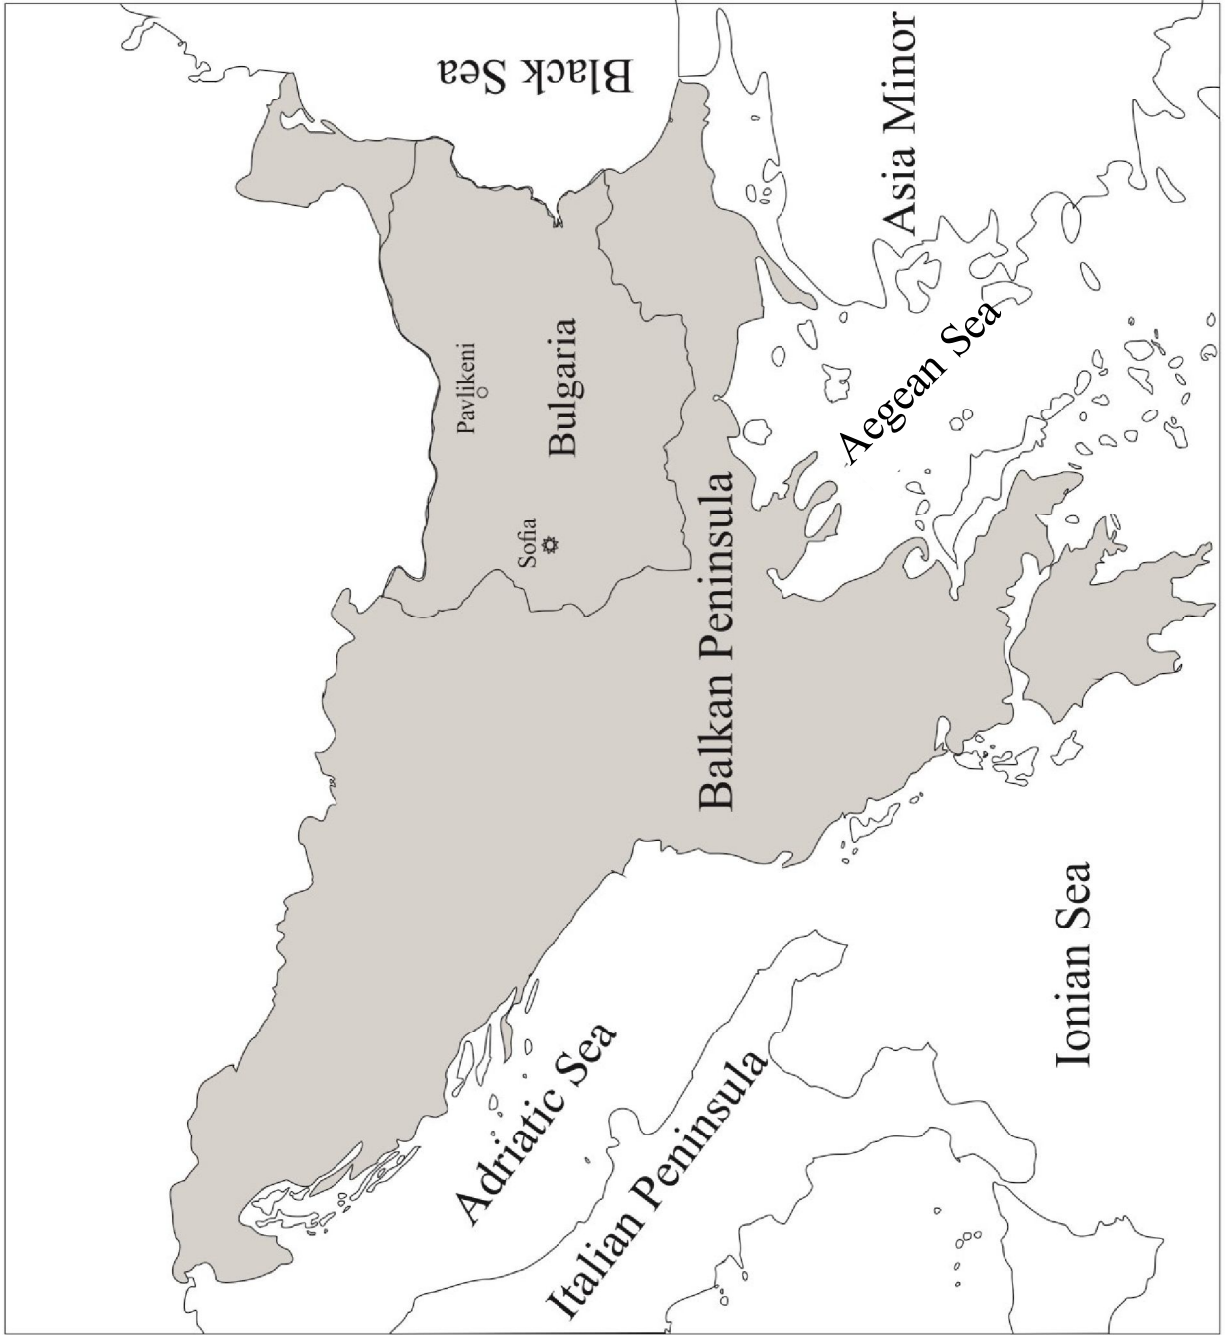 Black Sea
Pavlikeni
Bulgaria
Sofia
Asia Minor
Balkan Peninsula
Aegean Sea
Adriatic Sea
Italian Peninsula
Ionian Sea